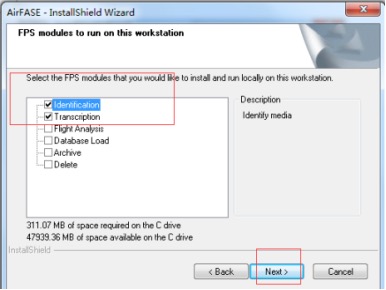 AirFASE - InstallShield Wizard
FPS modules to run on this workstation
Select the FPS modules that you would like to install and run locally on this workstation.
Identification
Transcription
Flight Analysis
Database Load
Archive
Delete
Description
Identify media
311.07 MB of space required on the C drive
47939.36 MB of space available on the C drive
InstallShield
< Back
Next >
Cancel